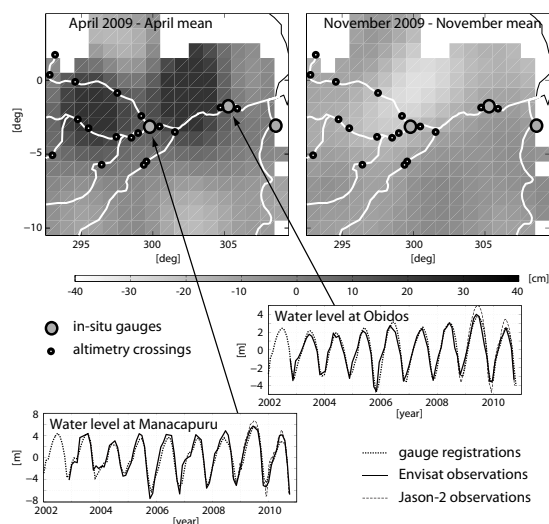 April 2009 - April mean
November 2009 - November mean
0
-5
-10
[deg]
295
300
305
[deg]
295
300
305
[deg]
-40
-20
-10
0
10
20
30
40
[cm]
in-situ gauges
altimetry crossings
Water level at Obidos
4
2
0
-2
-4
[m]
2002
2004
2006
2008
2010
[year]
Water level at Manacapuru
8
4
0
-4
-8
[m]
2002
2004
2006
2008
2010
[year]
gauge registrations
Envisat observations
Jason-2 observations